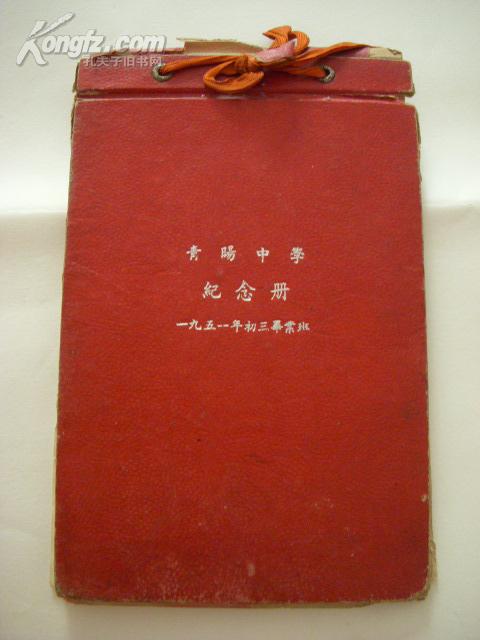 Kongfz.com
孔夫子旧书网
青暘中學
紀念册
一九五一年初三畢業班